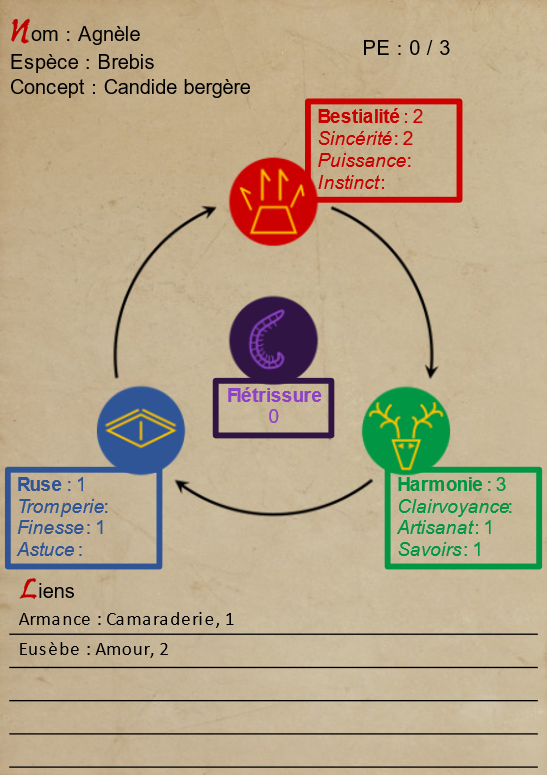 Nom : Agnèle
Espèce : Brebis
Concept : Candide bergère
PE : 0 / 3
Bestialité : 2
Sincérité : 2
Puissance:
Instinct :
Flétrissure
0
Ruse : 1
Tromperie:
Finesse : 1
Astuce :
Harmonie : 3
Clairvoyance:
Artisanat : 1
Savoirs : 1
Liens
Armance : Camaraderie, 1
Eusèbe : Amour, 2